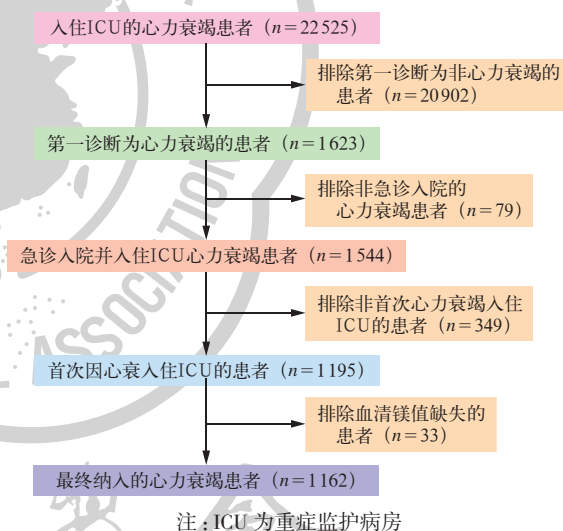 入住ICU的心力衰竭患者（n=22525）
排除第一诊断为非心力衰竭的
患者（n=20902）
第一诊断为心力衰竭的患者（n=1623）
排除非急诊入院的
心力衰竭患者（n=79）
急诊入院并入住ICU心力衰竭患者（n=1544）
排除非首次心力衰竭入住
ICU的患者（n=349）
首次因心衰入住ICU的患者（n=1195）
排除血清镁值缺失的
患者（n=33）
最终纳入的心力衰竭患者（n=1162）
注：ICU 为重症监护病房
ASSOCIATION